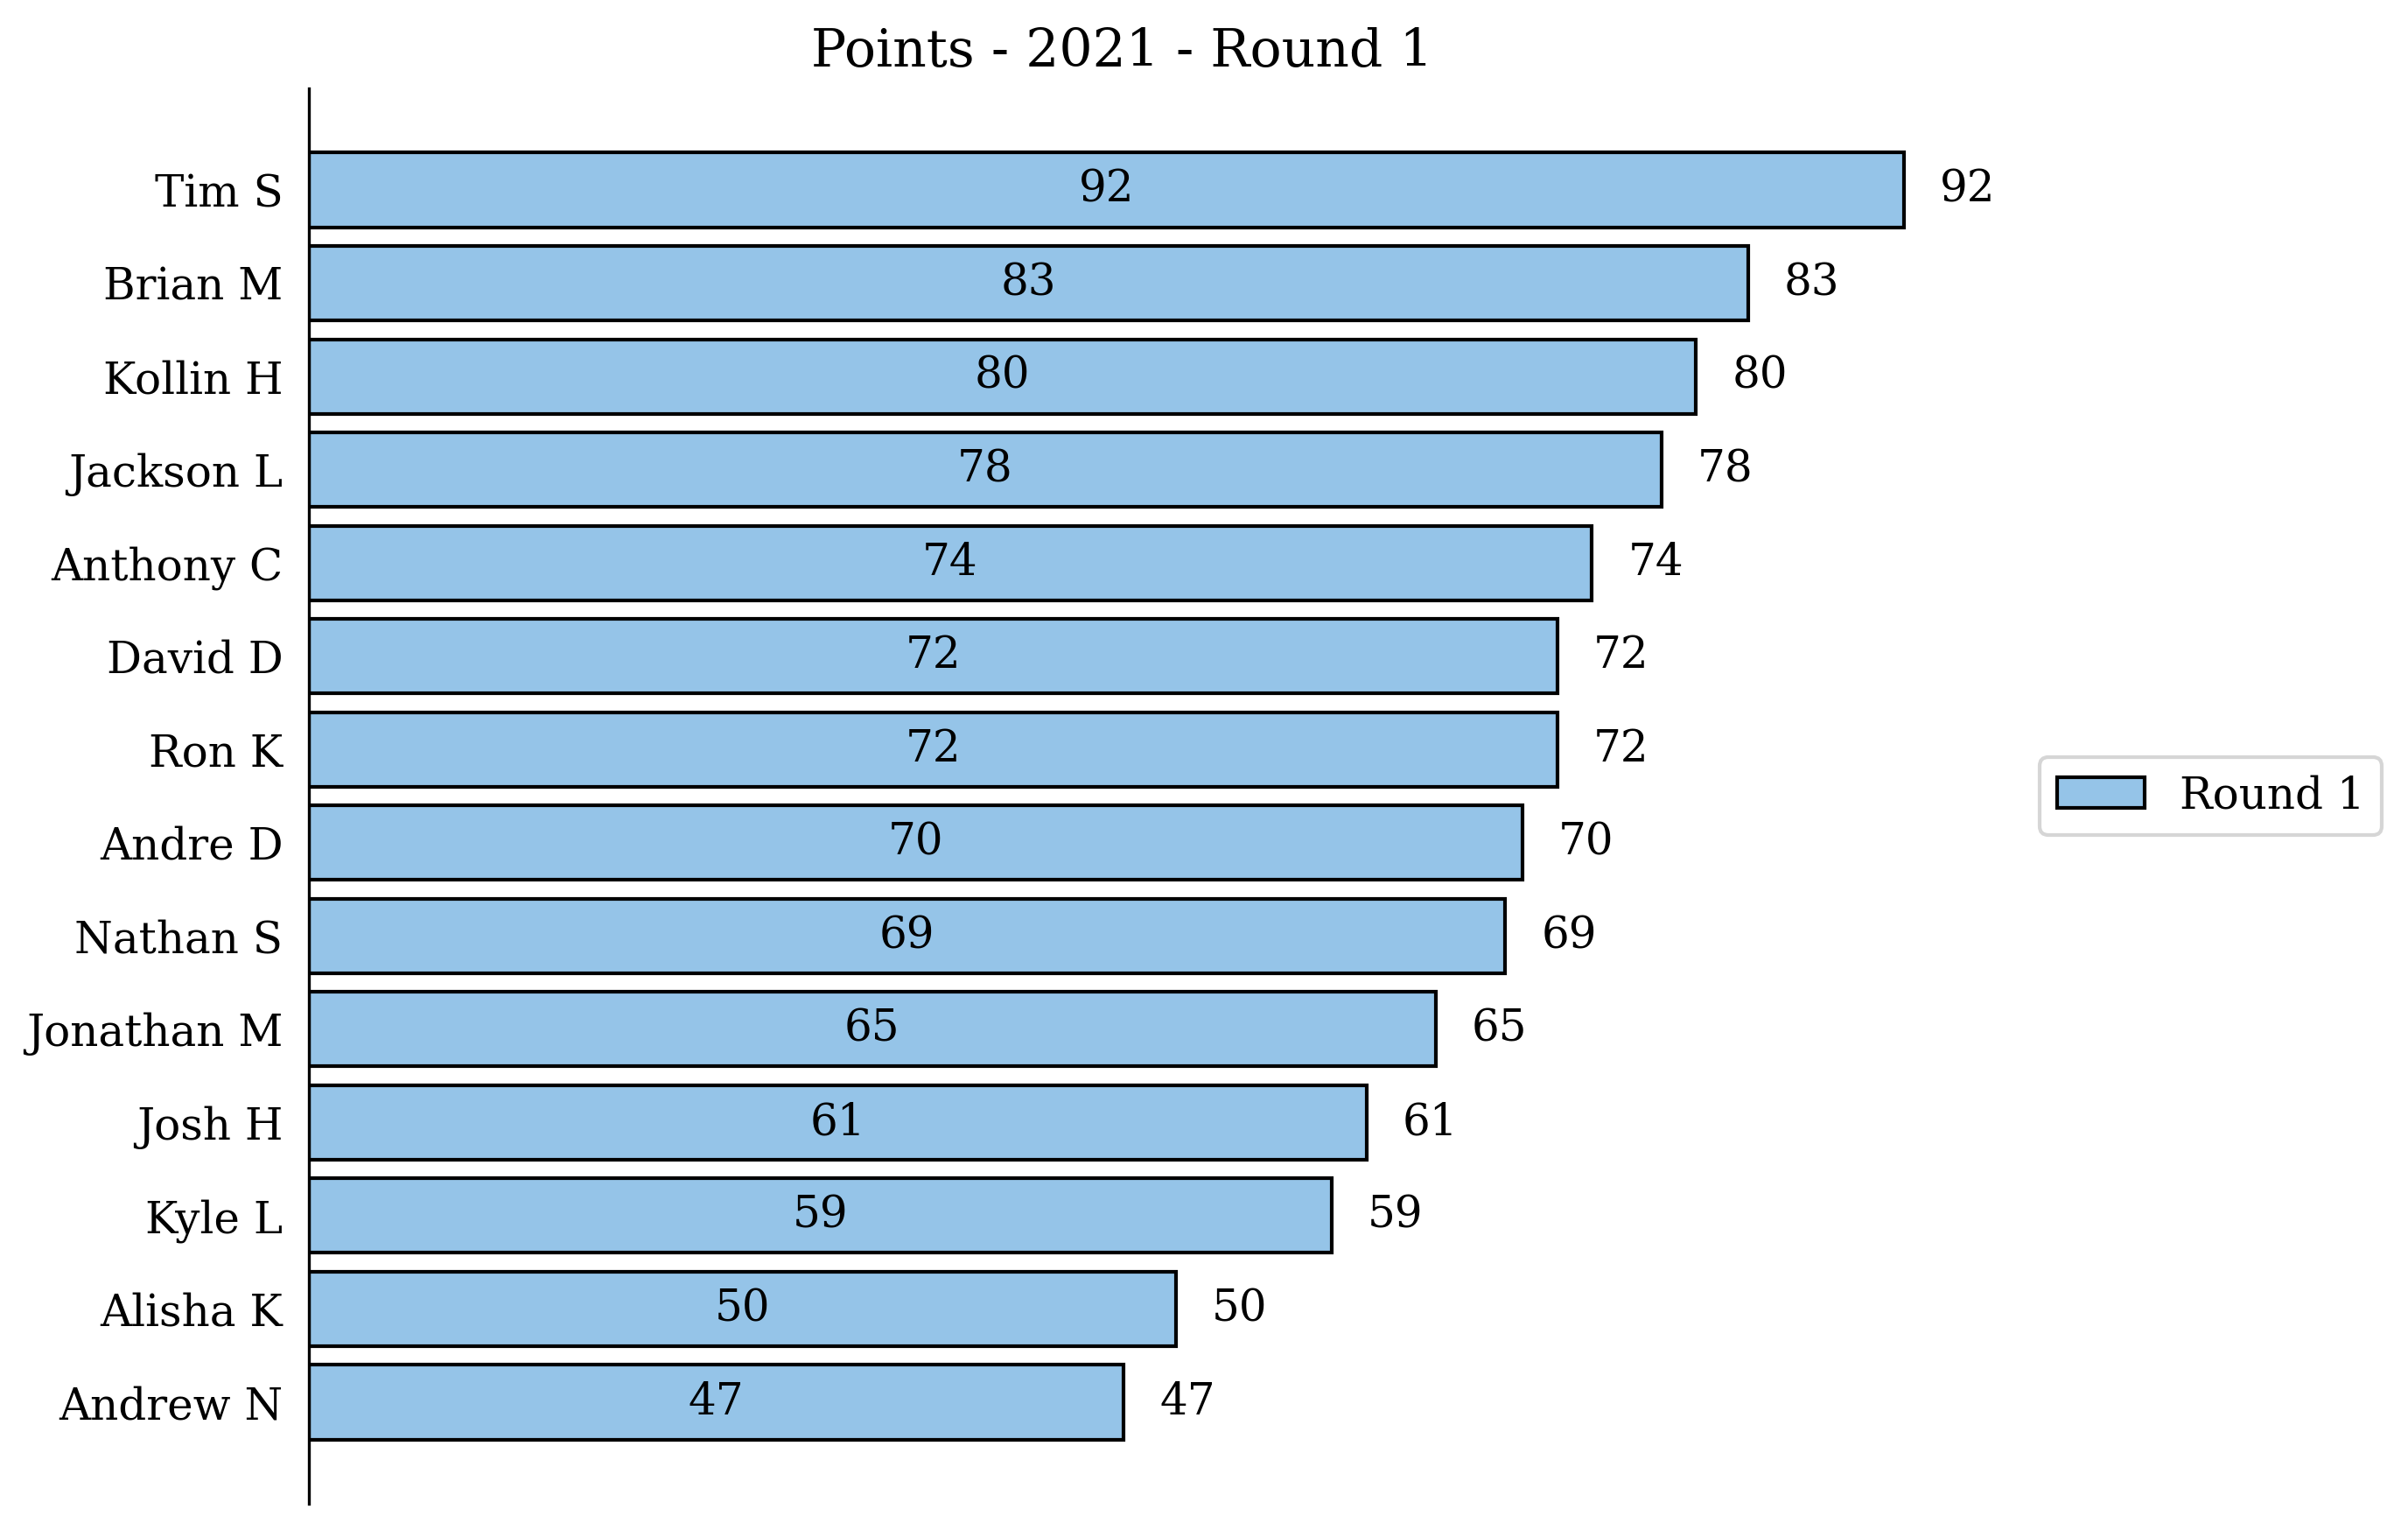 Points - 2021 - Round 1
Tim S 92 92
Brian M 83 83
Kollin H 80 80
Jackson L 78 78
Anthony C 74 74
David D 72 72
Ron K 72 72
Round 1
Andre D 70 70
Nathan S 69 69
Jonathan M 65 65
Josh H 61 61
Kyle L 59 59
Alisha K 50 50
Andrew N 47 47